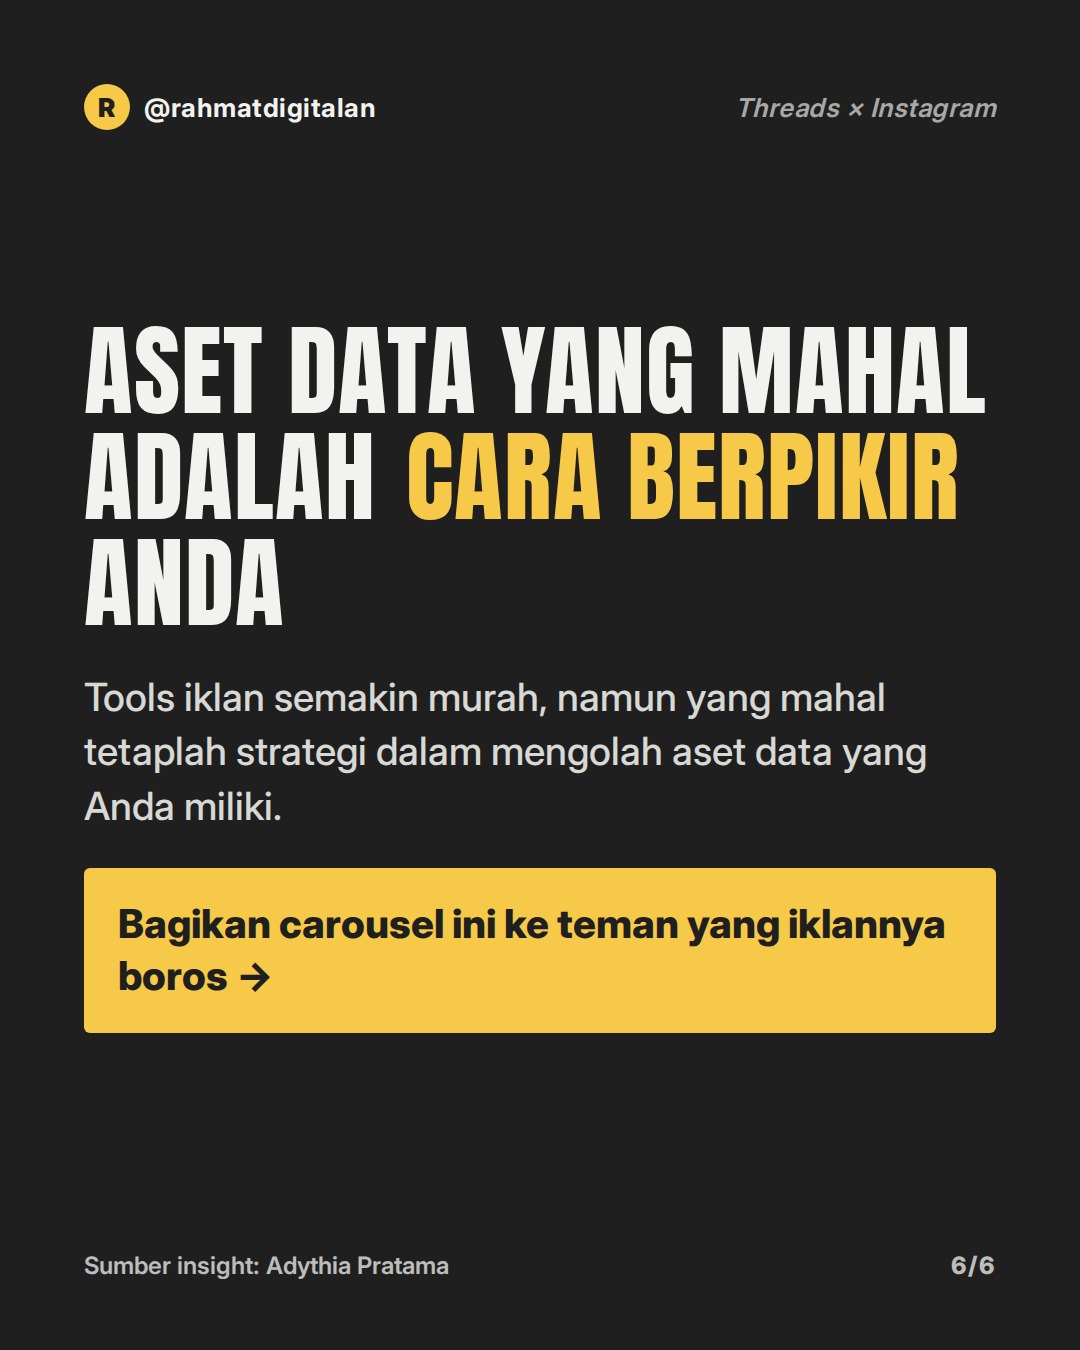 R @rahmatdigitalan
Threads × Instagram
ASET DATA YANG MAHAL
ADALAH CARA BERPIKIR
ANDA
Tools iklan semakin murah, namun yang mahal
tetaplah strategi dalam mengolah aset data yang
Anda miliki.
Bagikan carousel ini ke teman yang iklannya
boros →
Sumber insight: Adythia Pratama
6/6